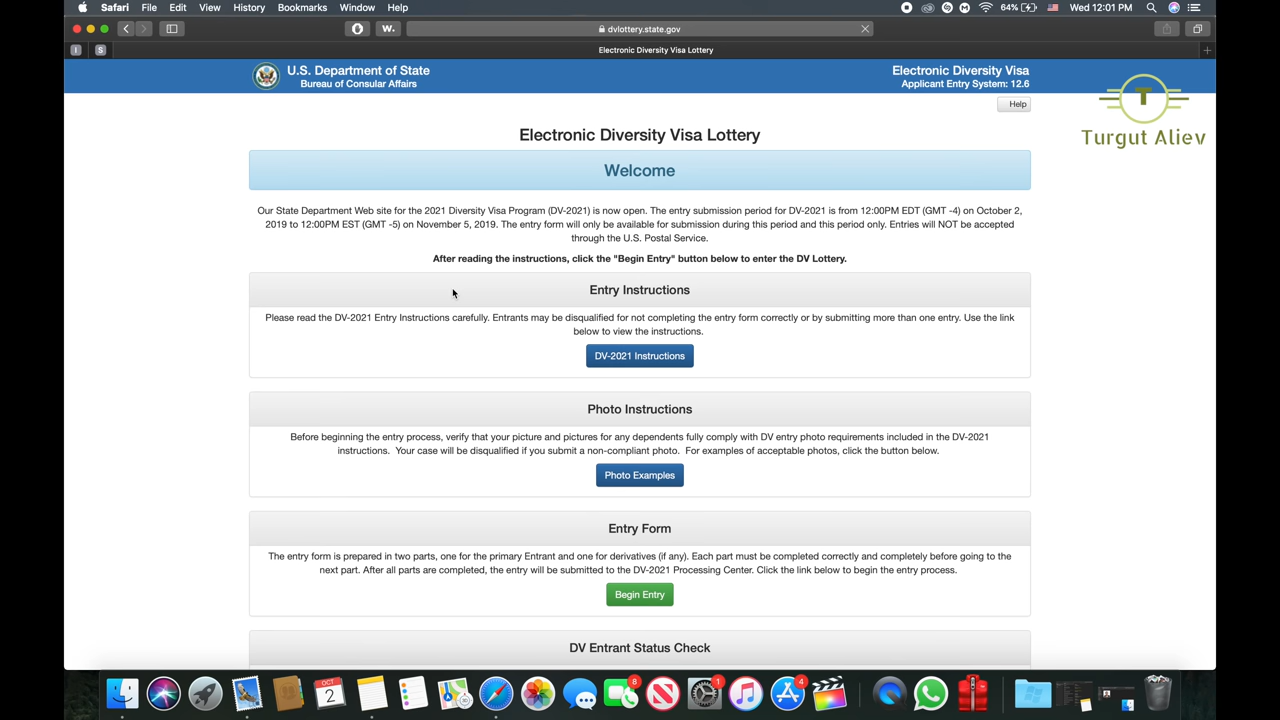 Safari File Edit View History Bookmarks Window Help 64% Wed 12:01 PM
W. dvlottery.state.gov
I S Electronic Diversity Visa Lottery
U.S. Department of State
Bureau of Consular Affairs
Electronic Diversity Visa
Applicant Entry System: 12.6
Help
T
Turgut Aliev
Electronic Diversity Visa Lottery
Welcome
Our State Department Web site for the 2021 Diversity Visa Program (DV-2021) is now open. The entry submission period for DV-2021 is from 12:00PM EDT (GMT -4) on October 2,
2019 to 12:00PM EST (GMT -5) on November 5, 2019. The entry form will only be available for submission during this period and this period only. Entries will NOT be accepted
through the U.S. Postal Service.
After reading the instructions, click the "Begin Entry" button below to enter the DV Lottery.
Entry Instructions
Please read the DV-2021 Entry Instructions carefully. Entrants may be disqualified for not completing the entry form correctly or by submitting more than one entry. Use the link
below to view the instructions.
DV-2021 Instructions
Photo Instructions
Before beginning the entry process, verify that your picture and pictures for any dependents fully comply with DV entry photo requirements included in the DV-2021
instructions. Your case will be disqualified if you submit a non-compliant photo. For examples of acceptable photos, click the button below.
Photo Examples
Entry Form
The entry form is prepared in two parts, one for the primary Entrant and one for derivatives (if any). Each part must be completed correctly and completely before going to the
next part. After all parts are completed, the entry will be submitted to the DV-2021 Processing Center. Click the link below to begin the entry process.
Begin Entry
DV Entrant Status Check
OCT
2
8
1
4